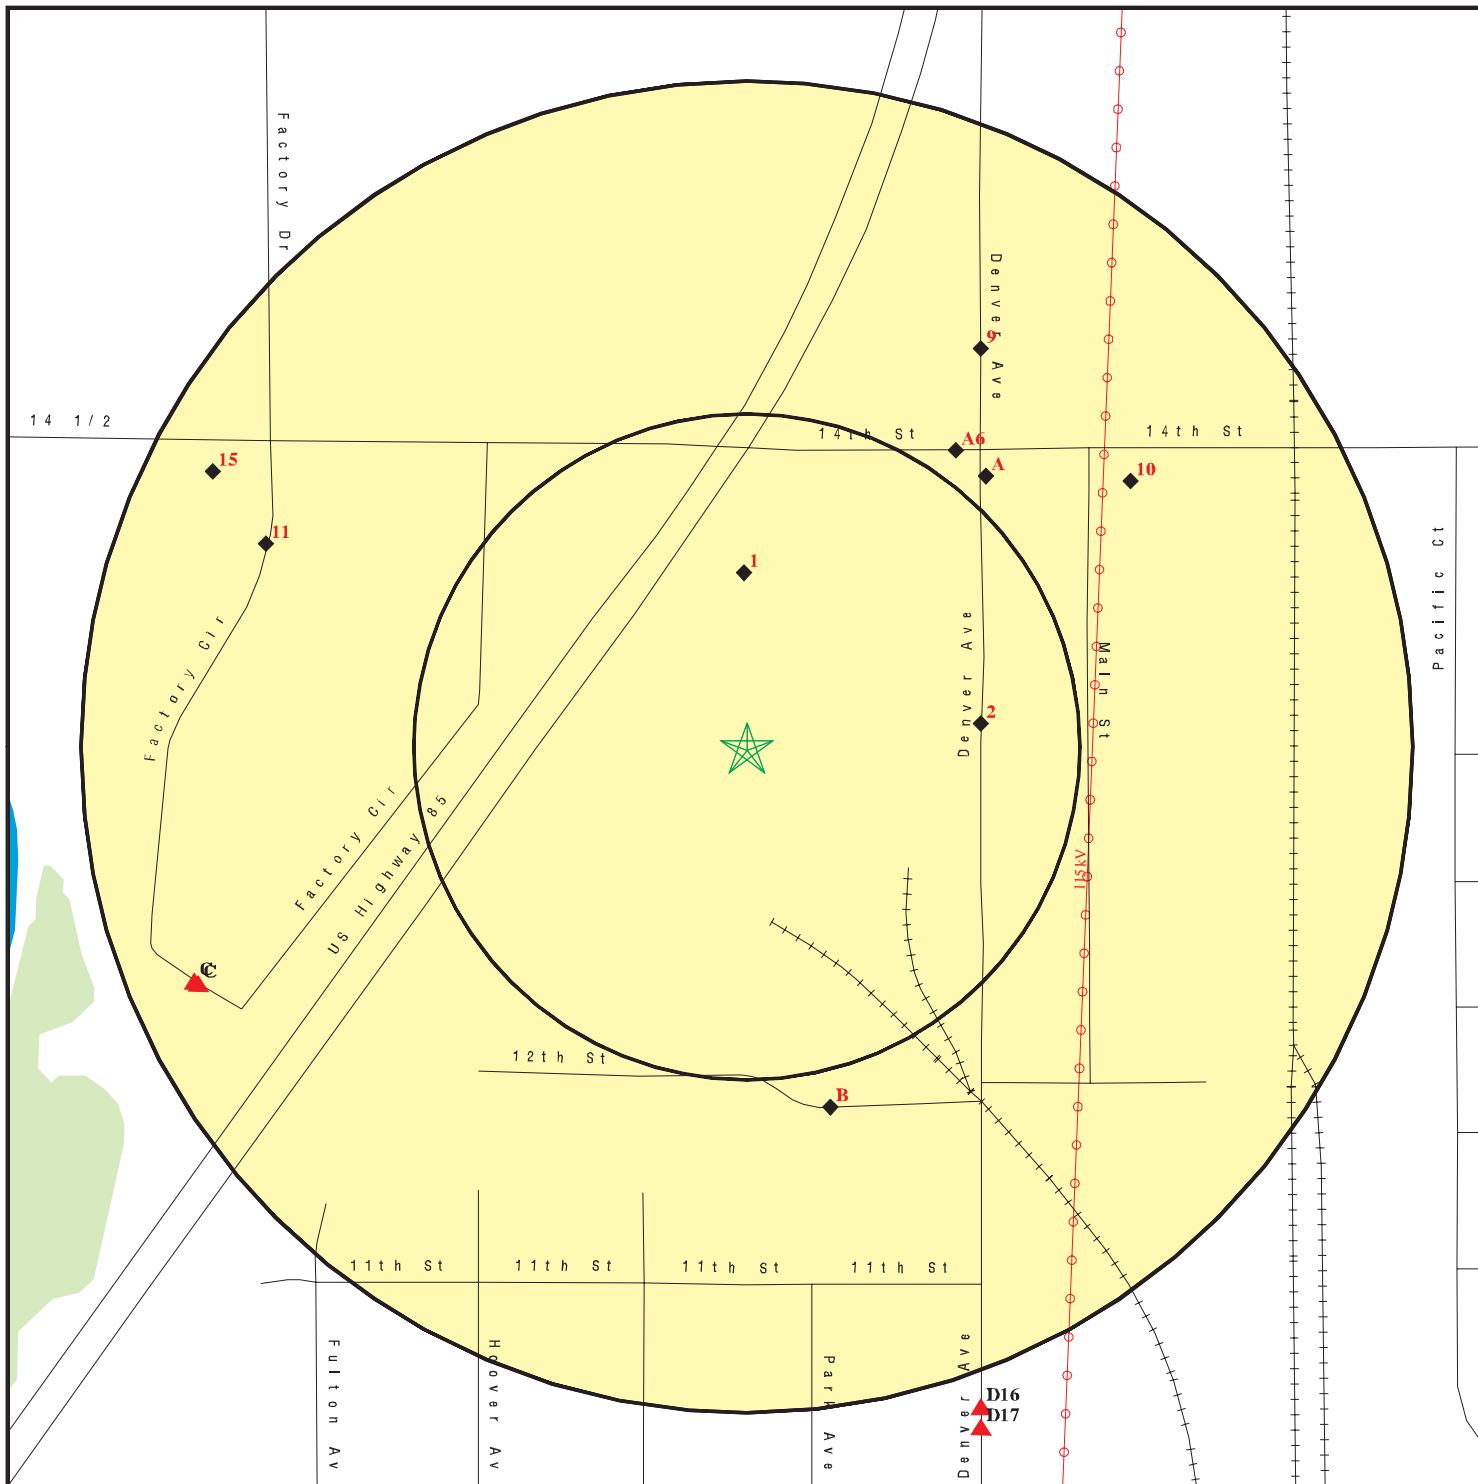 Factory Dr
Denver Ave
9
14 1/2
14th St
14th St
A6
A
15
10
11
1
Pacific Ct
Factory Cir
Denver Ave
Main St
2
Factory Cir
US Highway 85
115kV
C
C
12th St
B
11th St
11th St
11th St
11th St
Fulton Av
Hoover Av
Park Ave
Denver Ave
D16
D17